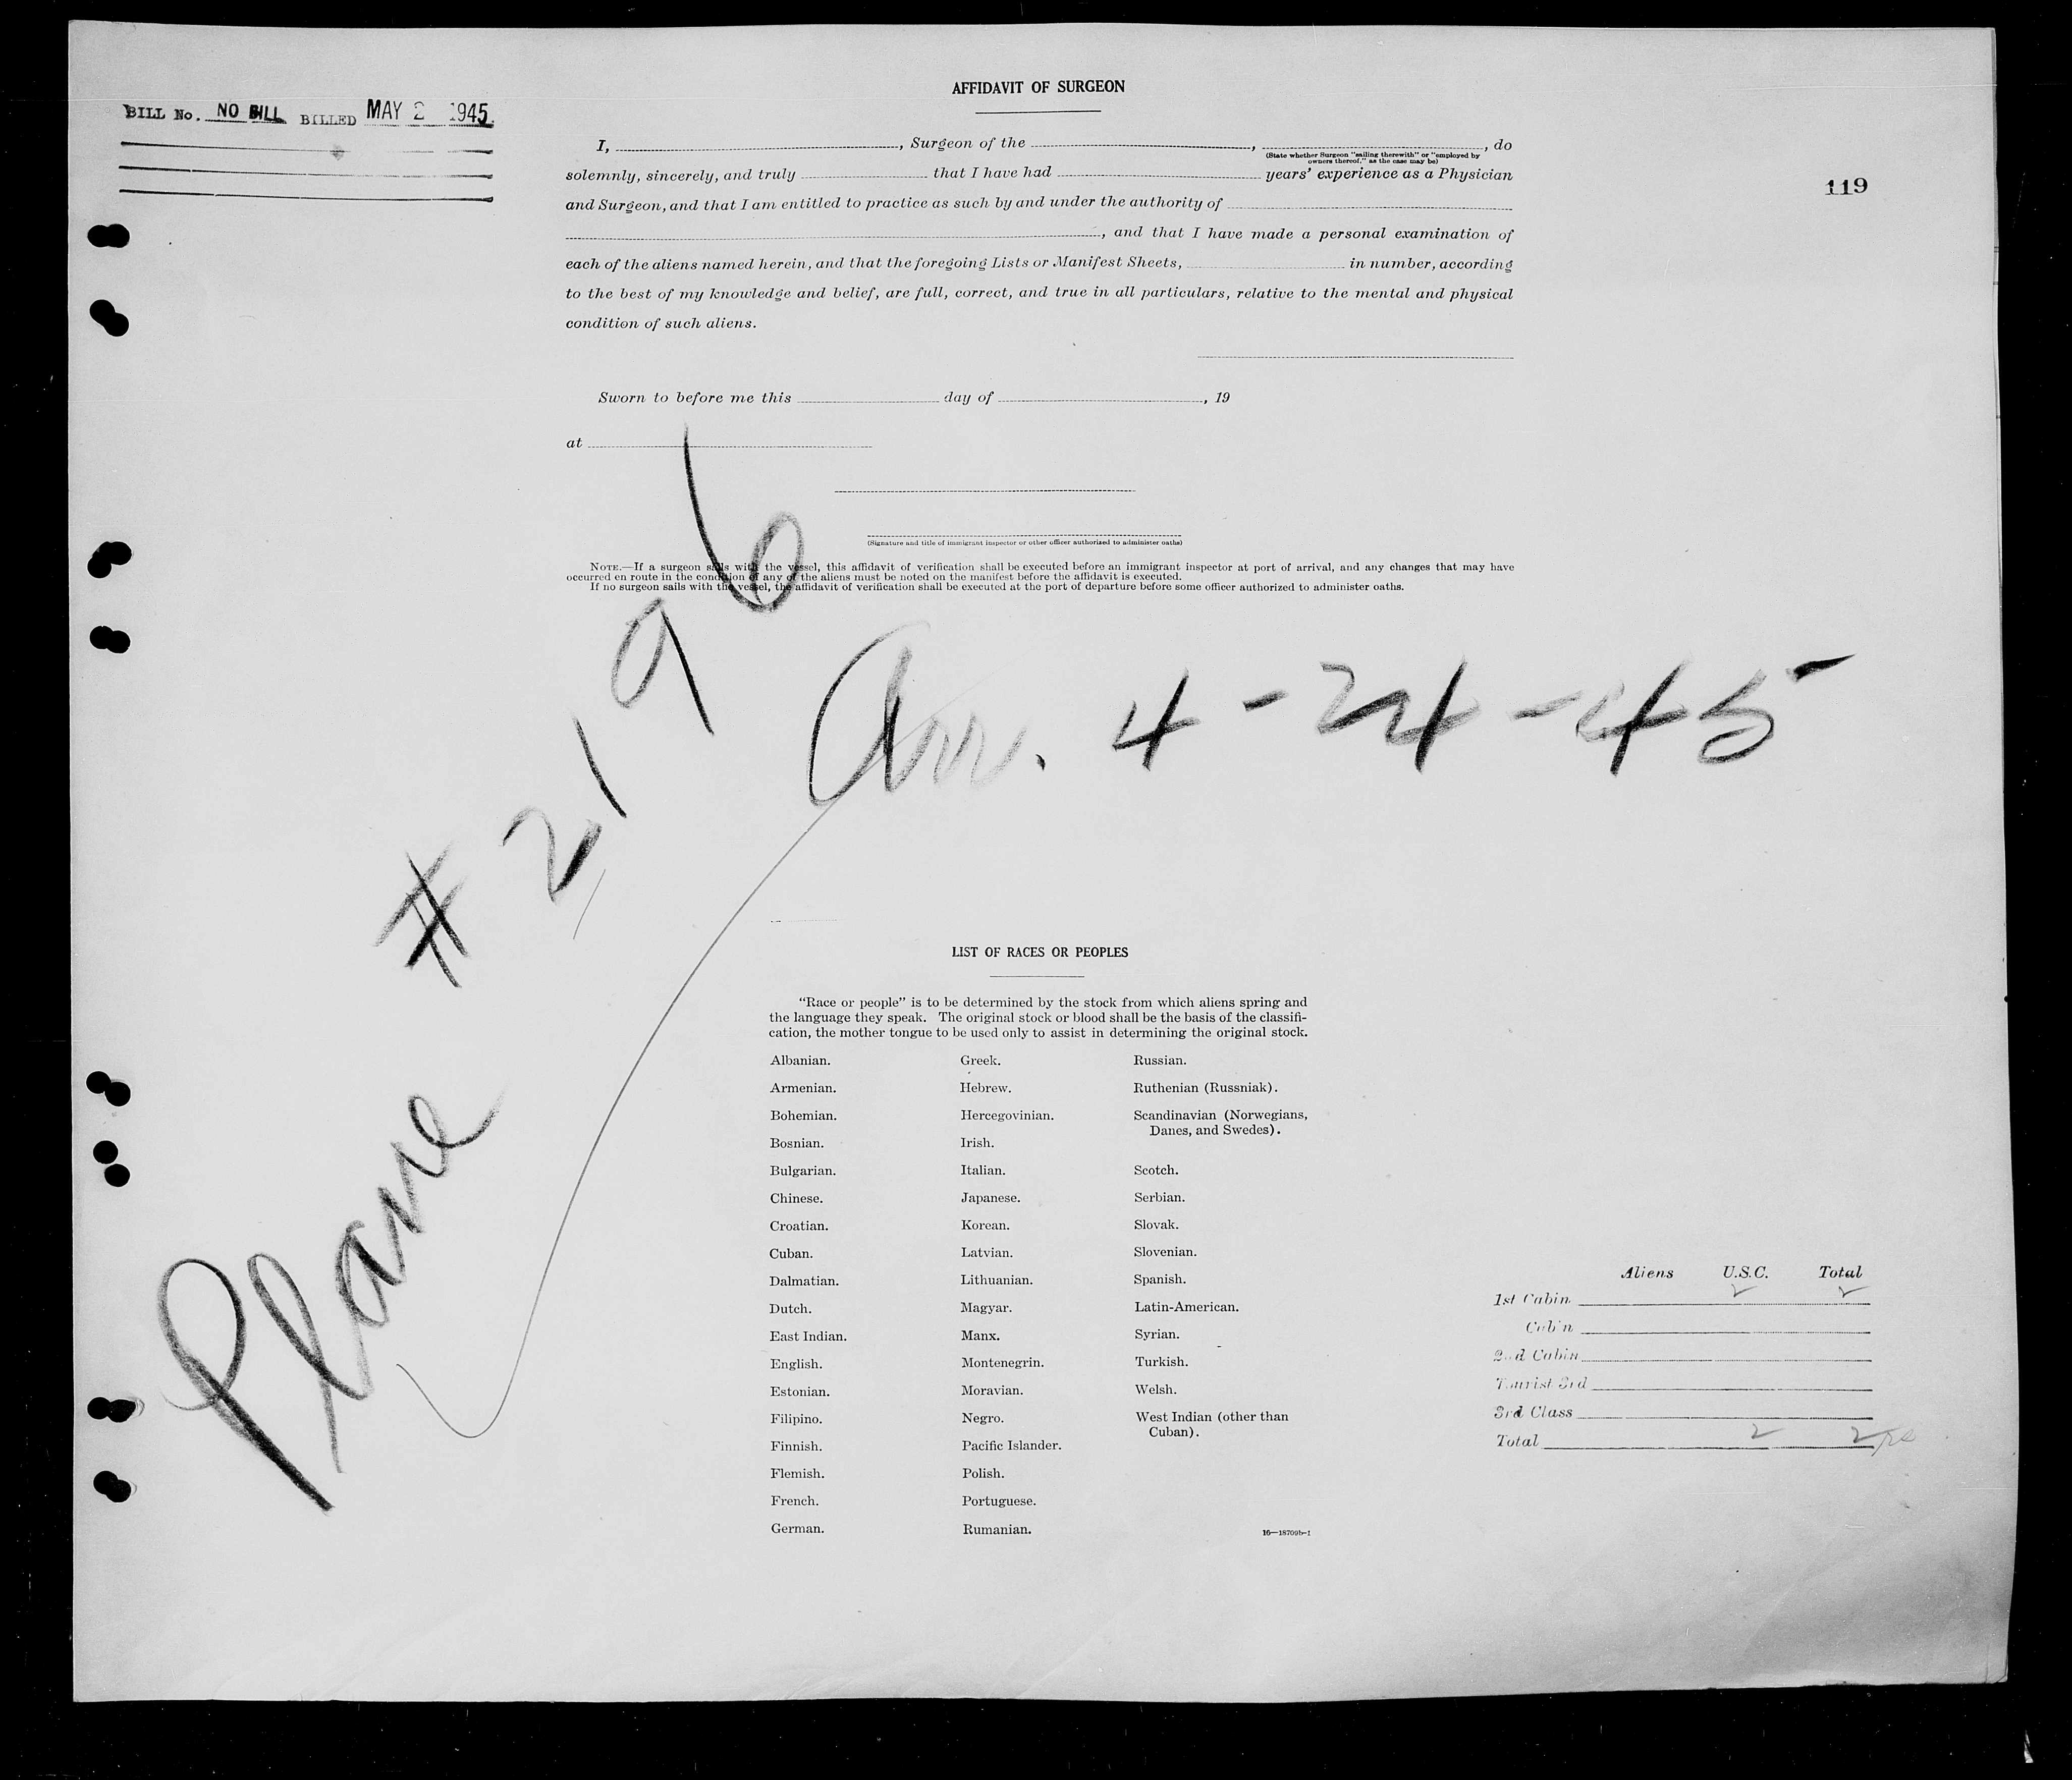 AFFIDAVIT OF SURGEON
BILL No. NO BILL BILLED MAY 2 1945.
I, , Surgeon of the , , do
(State whether Surgeon "sailing therewith" or "employed by
owners thereof," as the case may be)
solemnly, sincerely, and truly that I have had years' experience as a Physician
119
and Surgeon, and that I am entitled to practice as such by and under the authority of
, and that I have made a personal examination of
each of the aliens named herein, and that the foregoing Lists or Manifest Sheets, in number, according
to the best of my knowledge and belief, are full, correct, and true in all particulars, relative to the mental and physical
condition of such aliens.
Sworn to before me this day of , 19
at
(Signature and title of immigrant inspector or other officer authorized to administer oaths)
NOTE.—If a surgeon sails with the vessel, this affidavit of verification shall be executed before an immigrant inspector at port of arrival, and any changes that may have
occurred en route in the condition of any of the aliens must be noted on the manifest before the affidavit is executed.
If no surgeon sails with the vessel, the affidavit of verification shall be executed at the port of departure before some officer authorized to administer oaths.
Plane # 2196
Arr. 4-24-45
LIST OF RACES OR PEOPLES
"Race or people" is to be determined by the stock from which aliens spring and
the language they speak. The original stock or blood shall be the basis of the classifi-
cation, the mother tongue to be used only to assist in determining the original stock.
Albanian.
Armenian.
Bohemian.
Bosnian.
Bulgarian.
Chinese.
Croatian.
Cuban.
Dalmatian.
Dutch.
East Indian.
English.
Estonian.
Filipino.
Finnish.
Flemish.
French.
German.
Greek.
Hebrew.
Hercegovinian.
Irish.
Italian.
Japanese.
Korean.
Latvian.
Lithuanian.
Magyar.
Manx.
Montenegrin.
Moravian.
Negro.
Pacific Islander.
Polish.
Portuguese.
Rumanian.
Russian.
Ruthenian (Russniak).
Scandinavian (Norwegians,
Danes, and Swedes).
Scotch.
Serbian.
Slovak.
Slovenian.
Spanish.
Latin-American.
Syrian.
Turkish.
Welsh.
West Indian (other than
Cuban).
16—18709b-1
Aliens U.S.C. Total
1st Cabin 2 2
Cabin
2nd Cabin
Tourist 3rd
3rd Class
Total 2 2